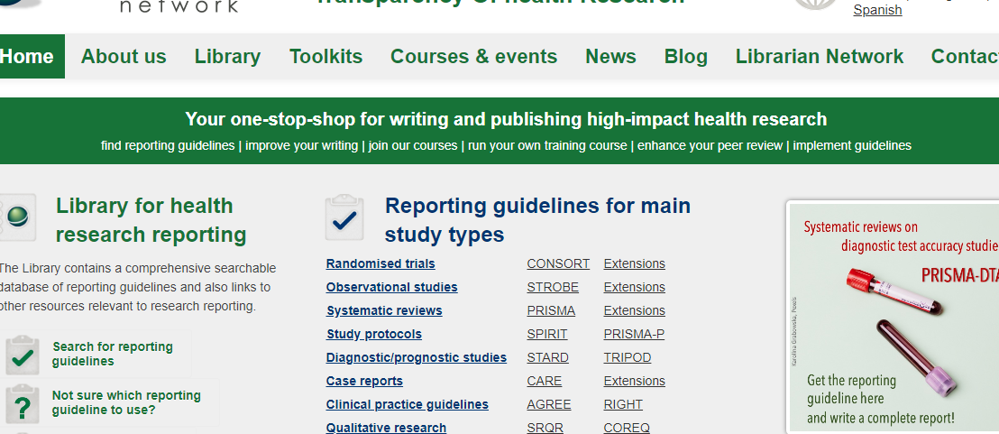 network
Transparency Of health Research
Spanish
Home About us Library Toolkits Courses & events News Blog Librarian Network Contac
Your one-stop-shop for writing and publishing high-impact health research
find reporting guidelines | improve your writing | join our courses | run your own training course | enhance your peer review | implement guidelines
Library for health
research reporting
The Library contains a comprehensive searchable
database of reporting guidelines and also links to
other resources relevant to research reporting.
Search for reporting
guidelines
Not sure which reporting
guideline to use?
Reporting guidelines for main
study types
Randomised trials CONSORT Extensions
Observational studies STROBE Extensions
Systematic reviews PRISMA Extensions
Study protocols SPIRIT PRISMA-P
Diagnostic/prognostic studies STARD TRIPOD
Case reports CARE Extensions
Clinical practice guidelines AGREE RIGHT
Qualitative research SRQR COREQ
Systematic reviews on
diagnostic test accuracy studie
PRISMA-DTA
Karolina Grabowska, Pexels
Get the reporting
guideline here
and write a complete report!